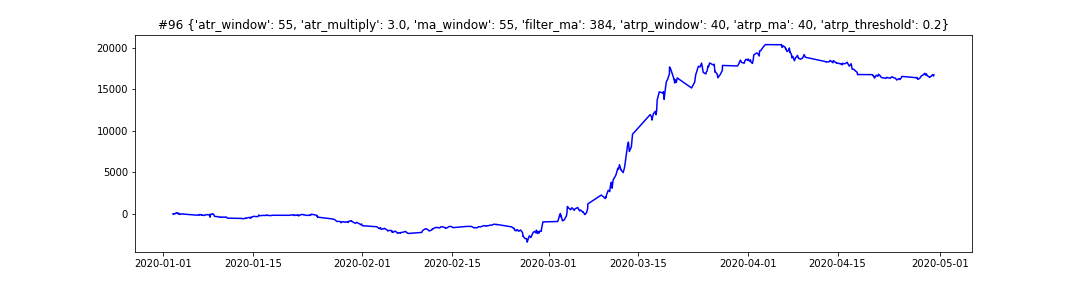 #96 {'atr_window': 55, 'atr_multiply': 3.0, 'ma_window': 55, 'filter_ma': 384, 'atrp_window': 40, 'atrp_ma': 40, 'atrp_threshold': 0.2}
20000
15000
10000
5000
0
2020-01-01 2020-01-15 2020-02-01 2020-02-15 2020-03-01 2020-03-15 2020-04-01 2020-04-15 2020-05-01